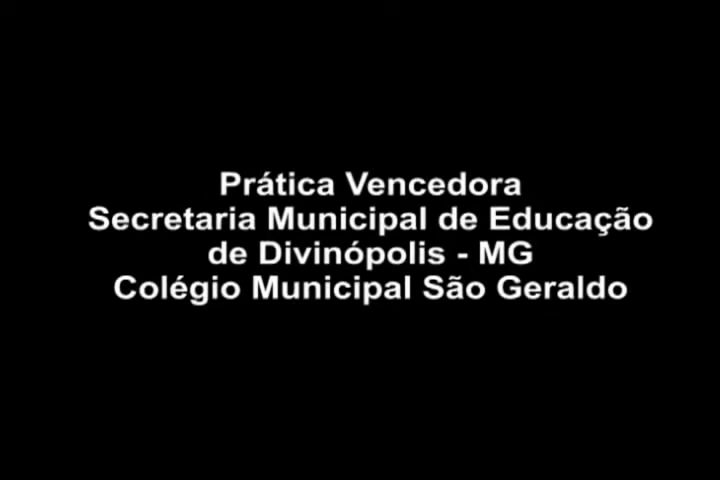 Prática Vencedora
Secretaria Municipal de Educação
de Divinópolis - MG
Colégio Municipal São Geraldo